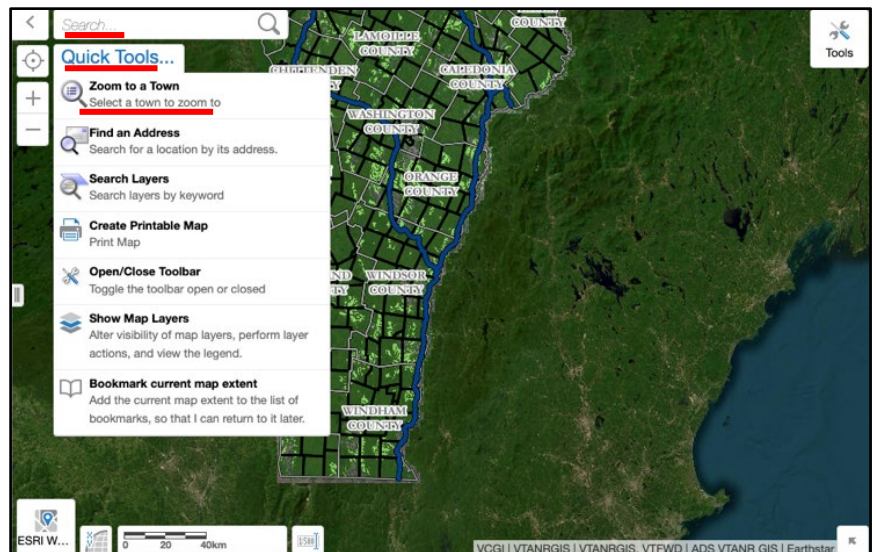 Search...
Quick Tools...
Tools
Zoom to a Town
Select a town to zoom to
Find an Address
Search for a location by its address.
Search Layers
Search layers by keyword
Create Printable Map
Print Map
Open/Close Toolbar
Toggle the toolbar open or closed
Show Map Layers
Alter visibility of map layers, perform layer
actions, and view the legend.
Bookmark current map extent
Add the current map extent to the list of
bookmarks, so that I can return to it later.
COUNTY
LAMOILLE
COUNTY
CHITTENDEN
CALEDONIA
COUNTY
WASHINGTON
COUNTY
ORANGE
COUNTY
WINDSOR
COUNTY
WINDHAM
COUNTY
ESRI W...
0 20 40km
VCGI | VTANRGIS | VTANRGIS, VTFWD | ADS VTANR GIS | Earthstar